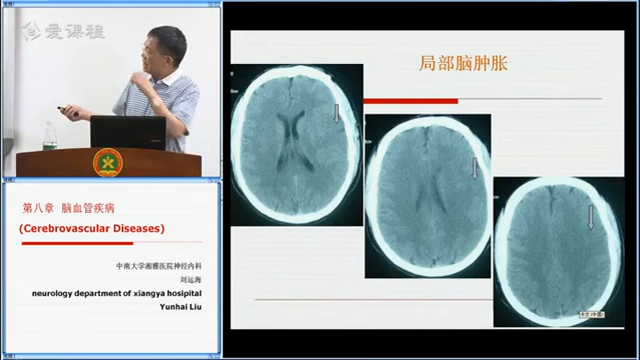 爱课程
第八章 脑血管疾病
(Cerebrovascular Diseases)
中南大学湘雅医院神经内科
刘运海
neurology department of xiangya hosipital
Yunhai Liu
局部脑肿胀